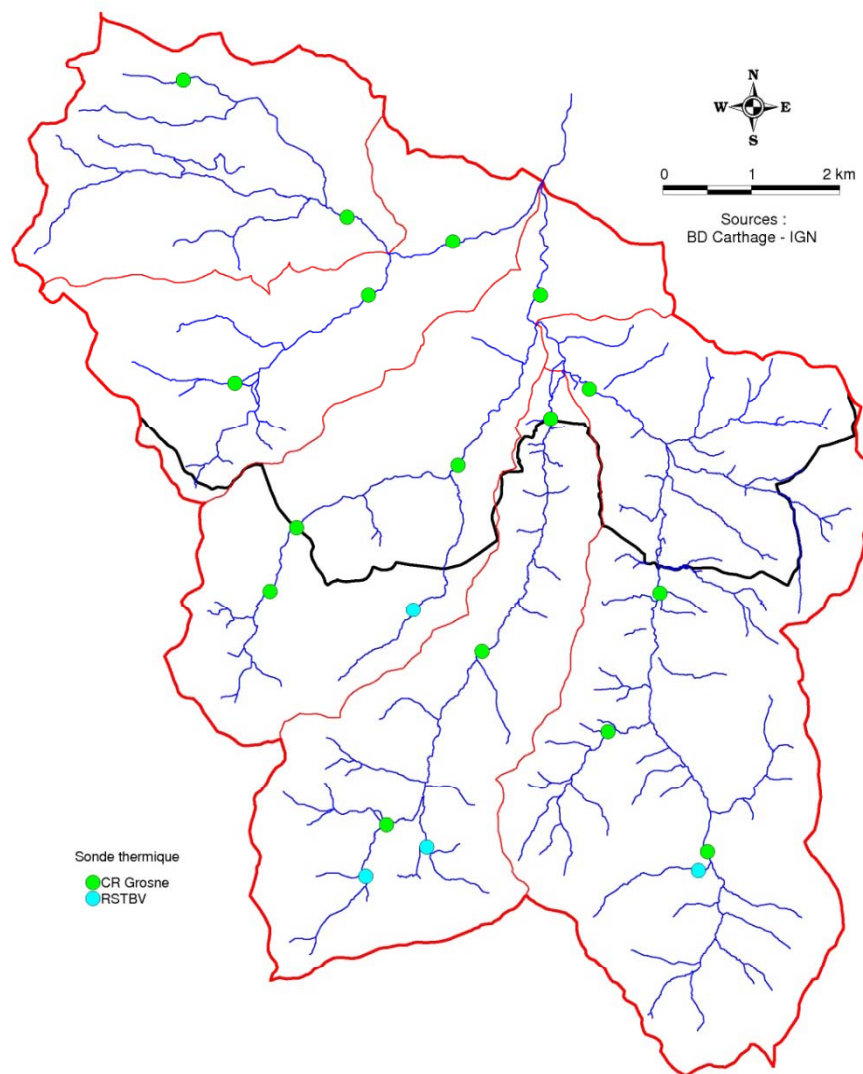 N
W E
S
0 1 2 km
Sources :
BD Carthage - IGN
Sonde thermique
CR Grosne
RSTBV